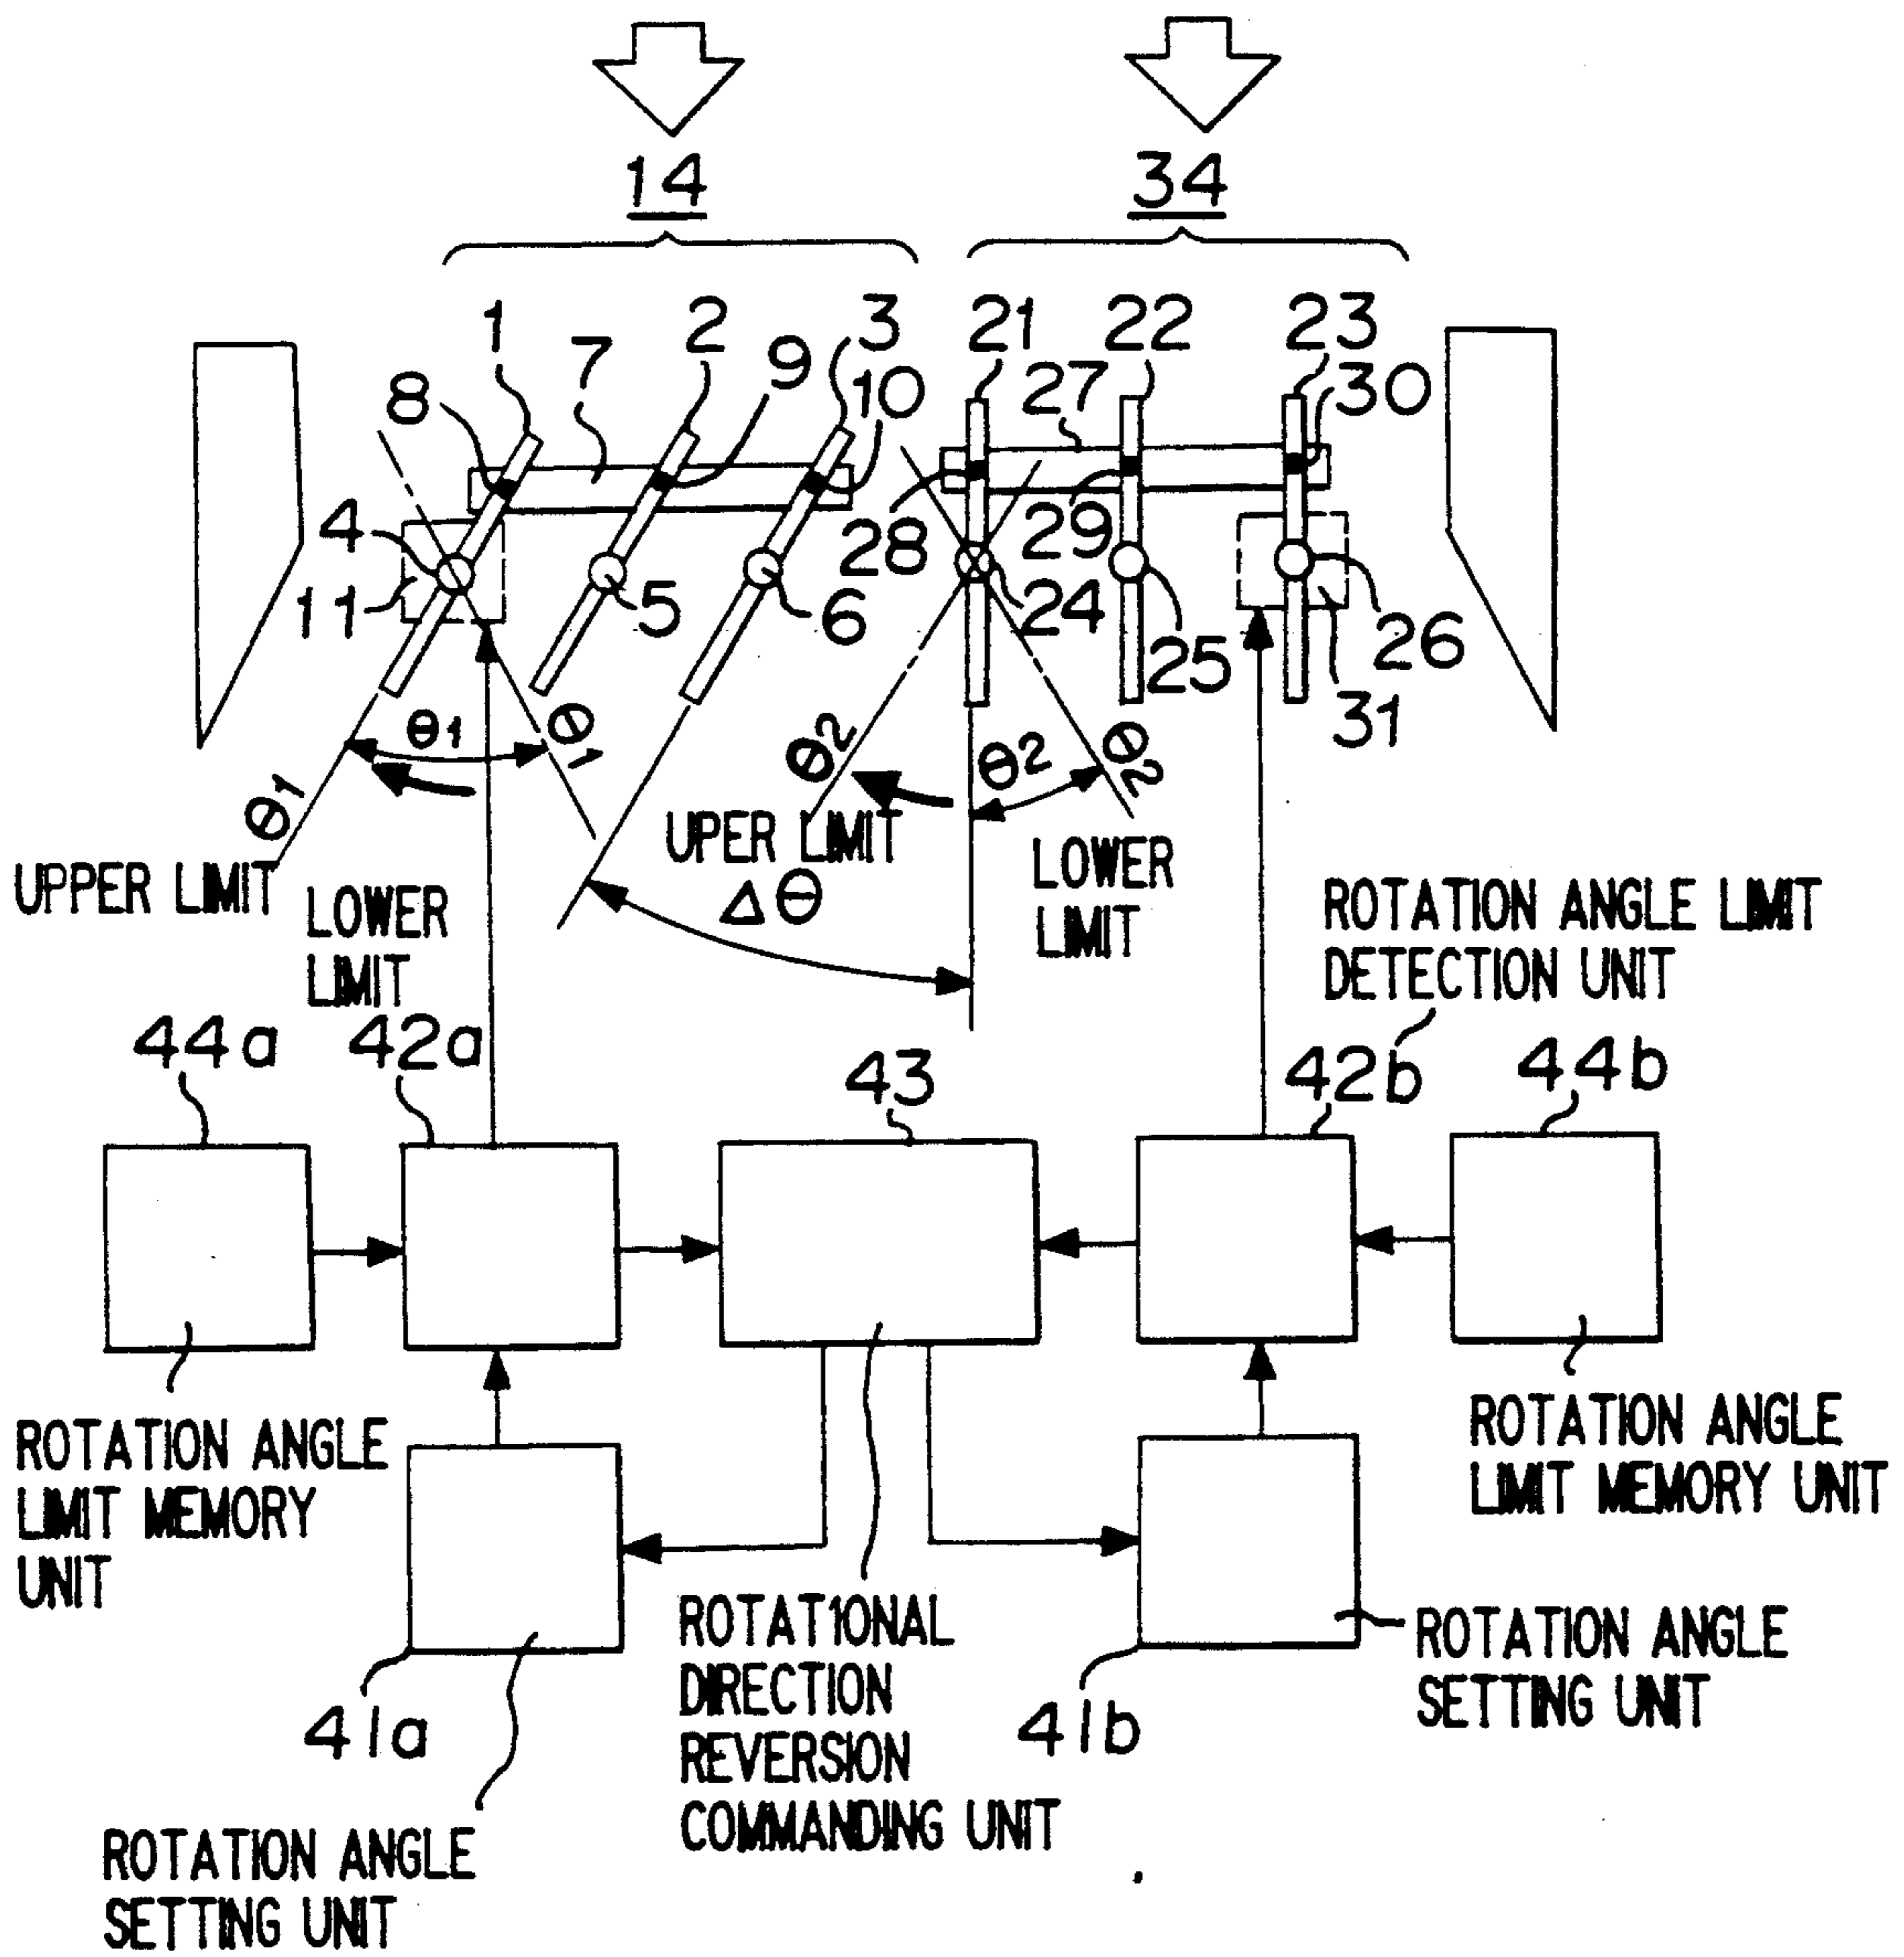 14
34
1
2
3
21
22
23
7
9
27
8
10
30
4
28
29
11
5
6
24
25
26
31
θ1
θ1
θ2
θ2
θ2
θ1
UPPER LIMIT
UPER LIMIT
LOWER
LIMIT
ΔΘ
LOWER
LIMIT
ROTATION ANGLE LIMIT
DETECTION UNIT
44a
42a
43
42b
44b
ROTATION ANGLE
LIMIT MEMORY
UNIT
ROTATION ANGLE
LIMIT MEMORY UNIT
ROTAT1ONAL
DIRECTION
REVERSION
COMMANDING UNIT
ROTATION ANGLE
SETTING UNIT
41a
41b
ROTATION ANGLE
SETTING UNIT